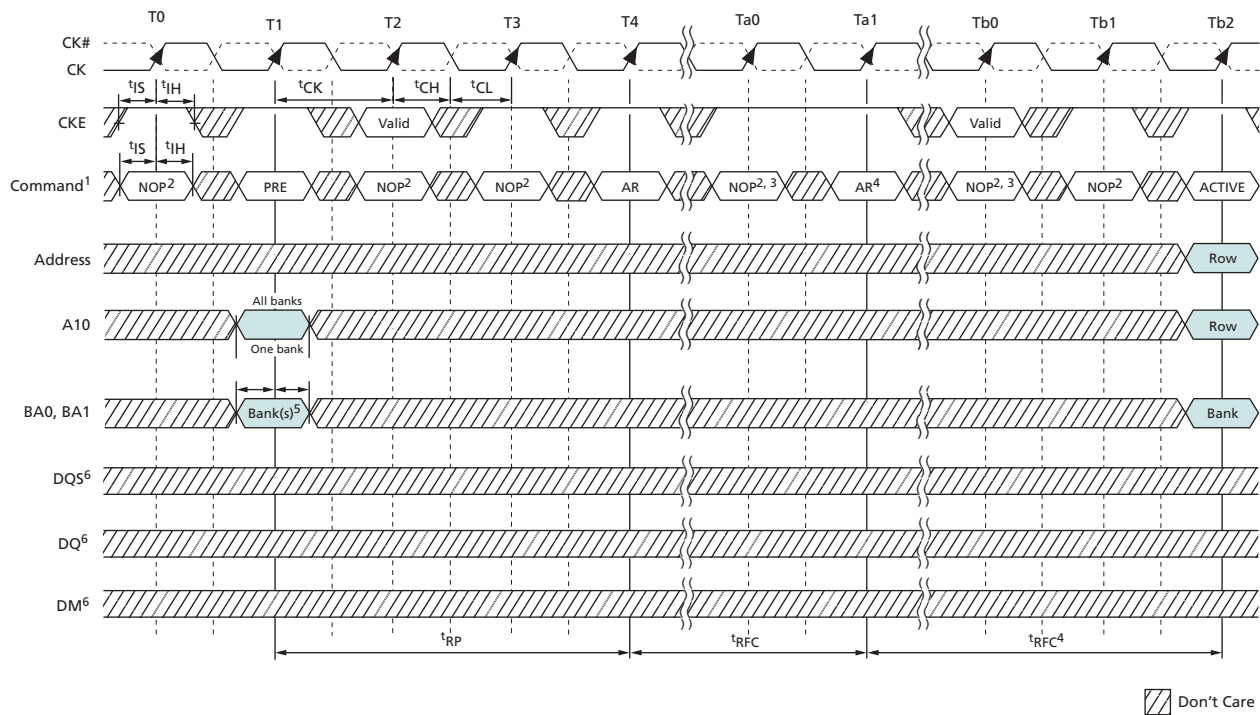 T0 T1 T2 T3 T4 Ta0 Ta1 Tb0 Tb1 Tb2
CK#
CK
tIS tIH tCK tCH tCL
CKE Valid Valid
tIS tIH
Command1 NOP2 PRE NOP2 NOP2 AR NOP2, 3 AR4 NOP2, 3 NOP2 ACTIVE
Address Row
All banks
A10 Row
One bank
BA0, BA1 Bank(s)5 Bank
DQS6
DQ6
DM6
tRP tRFC tRFC4
Don't Care